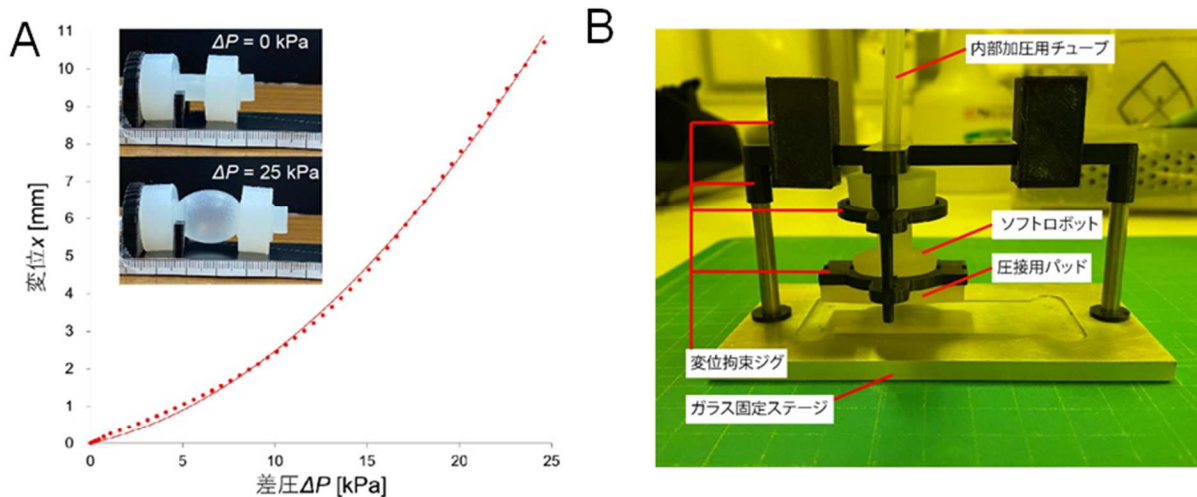 A
ΔP = 0 kPa
ΔP = 25 kPa
変位x [mm]
11
10
9
8
7
6
5
4
3
2
1
0
0
5
10
15
20
25
差圧ΔP [kPa]
B
内部加圧用チューブ
ソフトロボット
圧接用パッド
変位拘束ジグ
ガラス固定ステージ